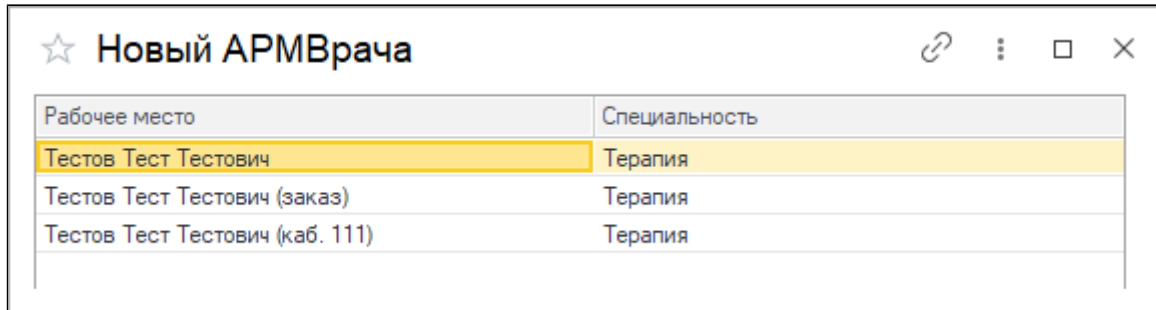 Новый АРМВрача
Рабочее место Специальность
Тестов Тест Тестович Терапия
Тестов Тест Тестович (заказ) Терапия
Тестов Тест Тестович (каб. 111) Терапия